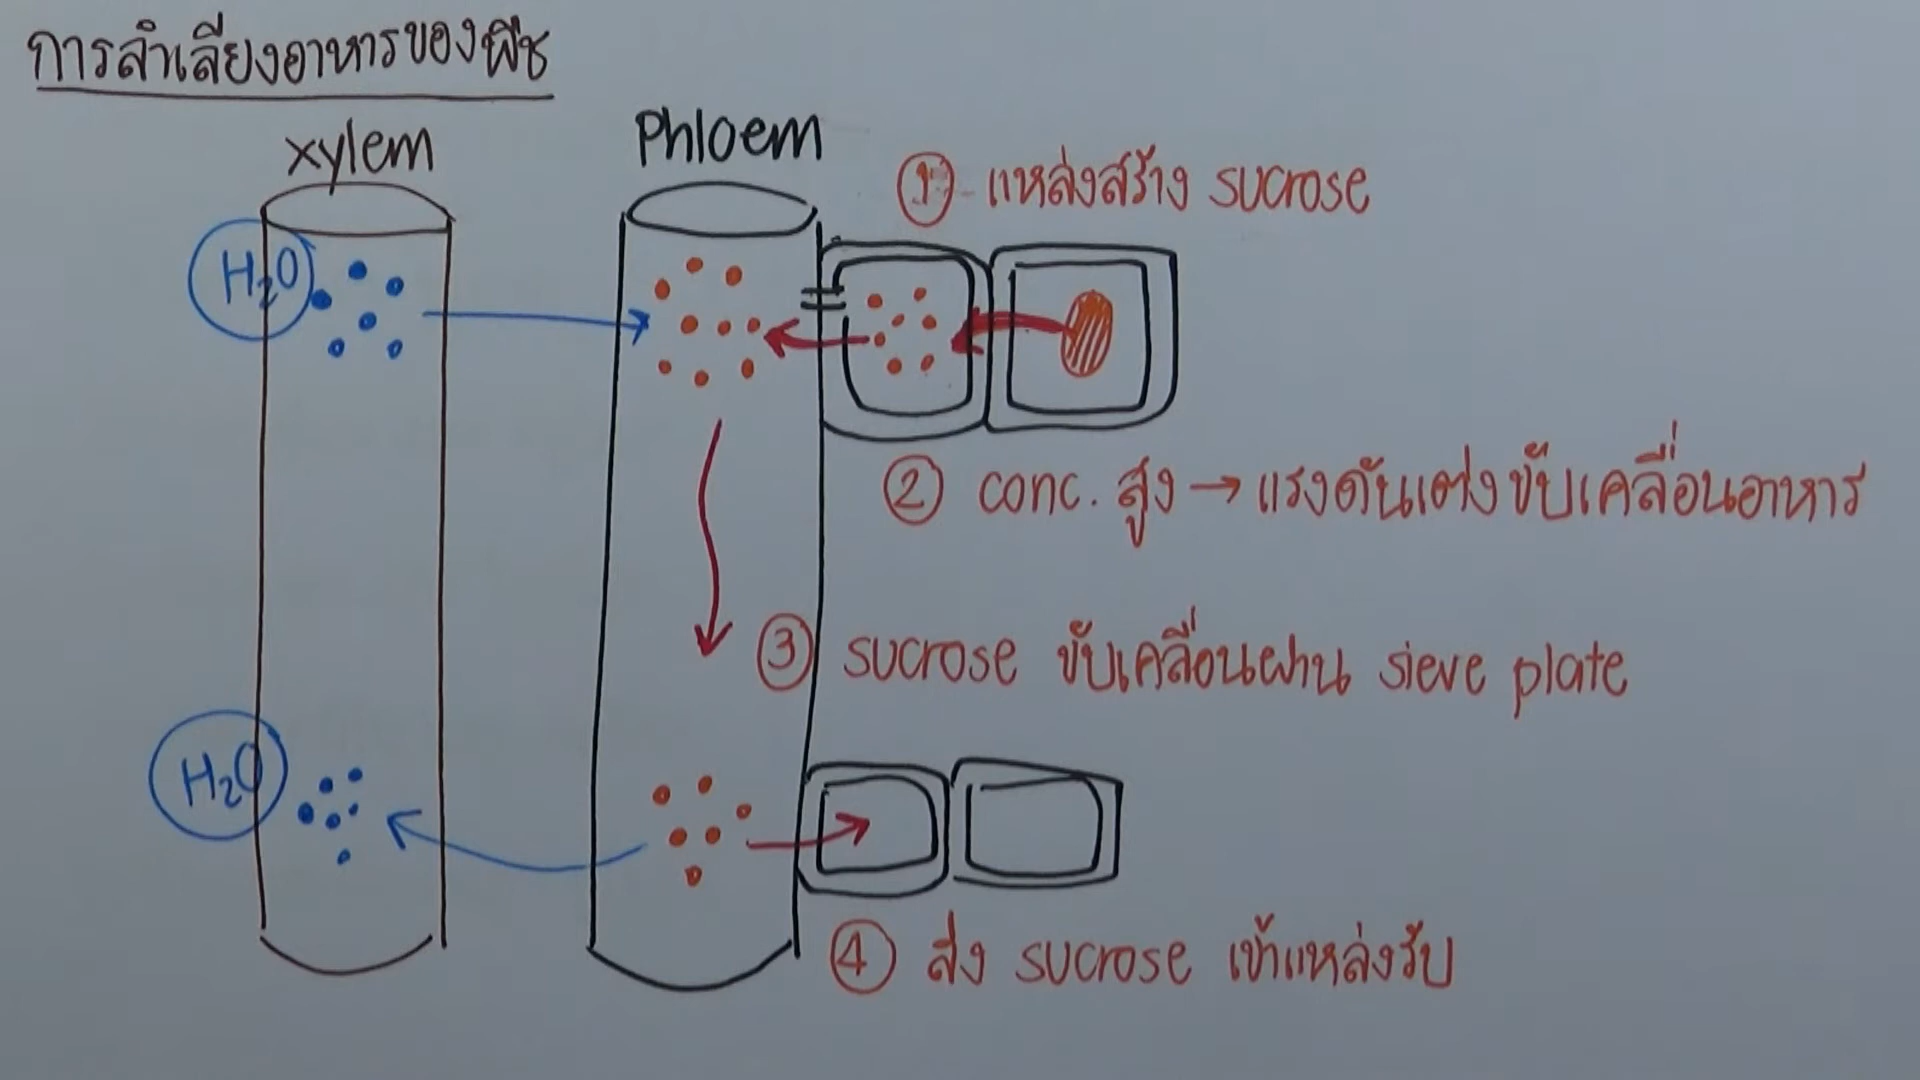 การลำเลียงอาหารของพืช
xylem
Phloem
① แหล่งสร้าง sucrose
H₂O
② conc. สูง → แรงดันเต่งขับเคลื่อนอาหาร
③ sucrose ขับเคลื่อนผ่าน sieve plate
H₂O
④ ส่ง sucrose เข้าแหล่งรับ